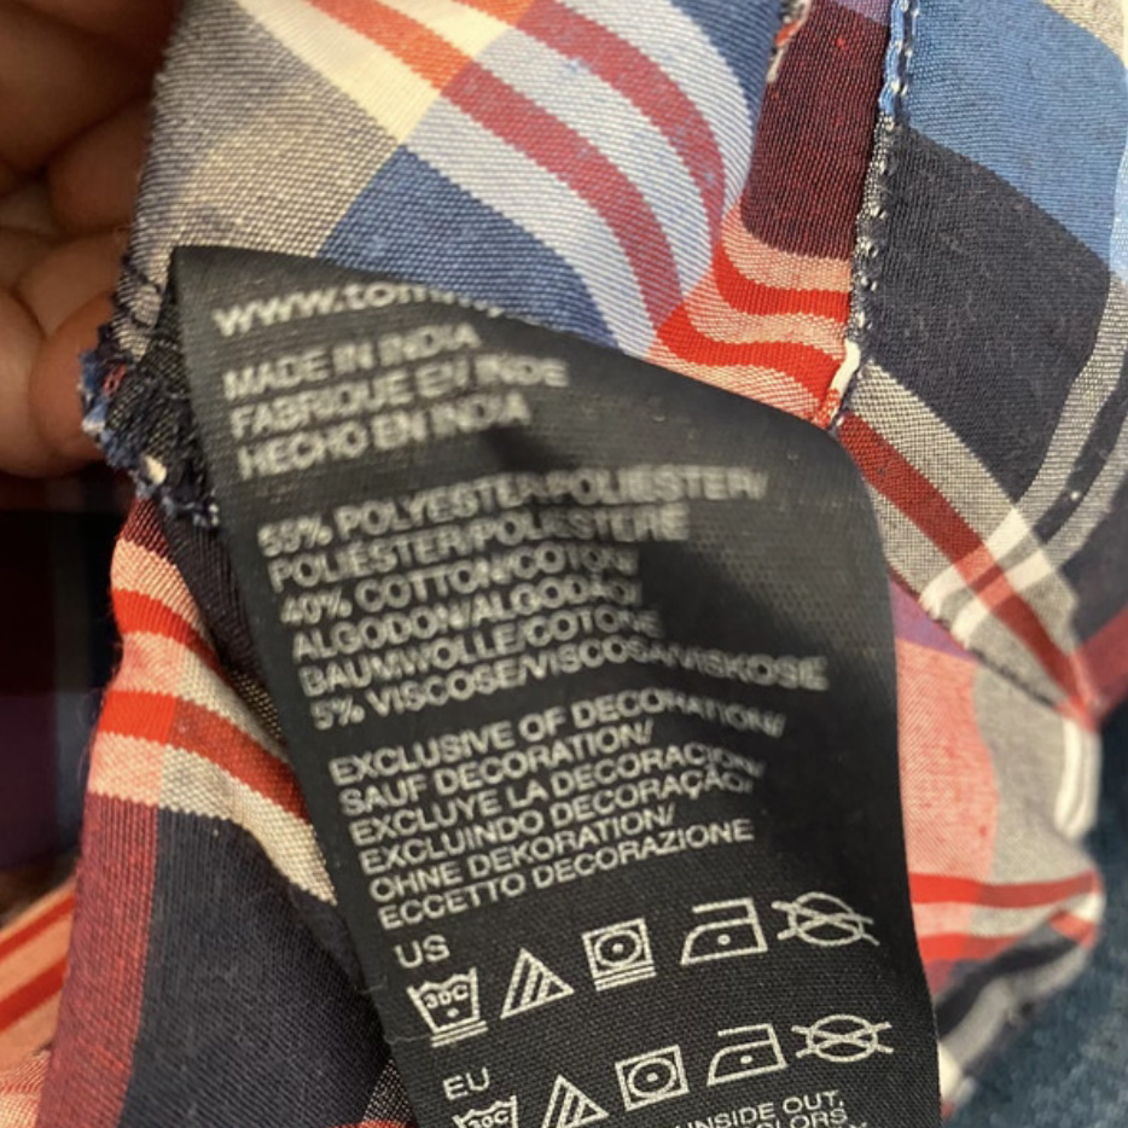 MADE IN INDIA
FABRIQUE EN INDE
HECHO EN INDIA
55% POLYESTER/POLIESTER/
POLIÉSTER/POLIESTERE
40% COTTON/COTON/
ALGODON/ALGODÃO/
BAUMWOLLE/COTONE
5% VISCOSE/VISCOSA/VISKOSE
EXCLUSIVE OF DECORATION/
SAUF DECORATION/
EXCLUYE LA DECORACION/
EXCLUINDO DECORAÇÃO/
OHNE DEKORATION/
ECCETTO DECORAZIONE
US
30C
EU
30C
INSIDE OUT.
COLORS